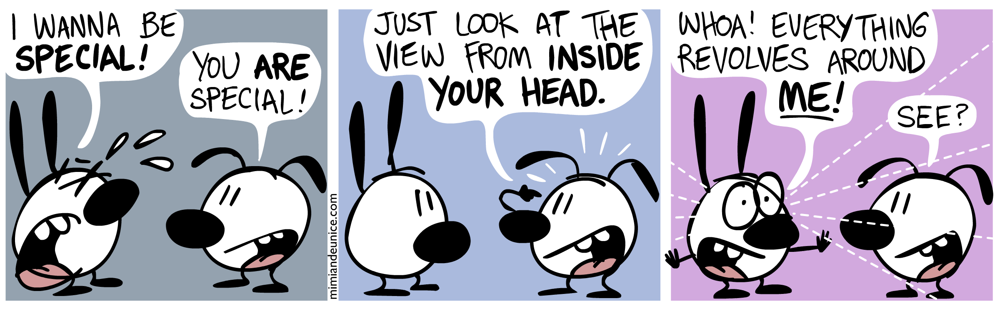 I WANNA BE
SPECIAL!
YOU ARE
SPECIAL!
mimiandeunice.com
JUST LOOK AT THE
VIEW FROM INSIDE
YOUR HEAD.
WHOA! EVERYTHING
REVOLVES AROUND
ME!
SEE?